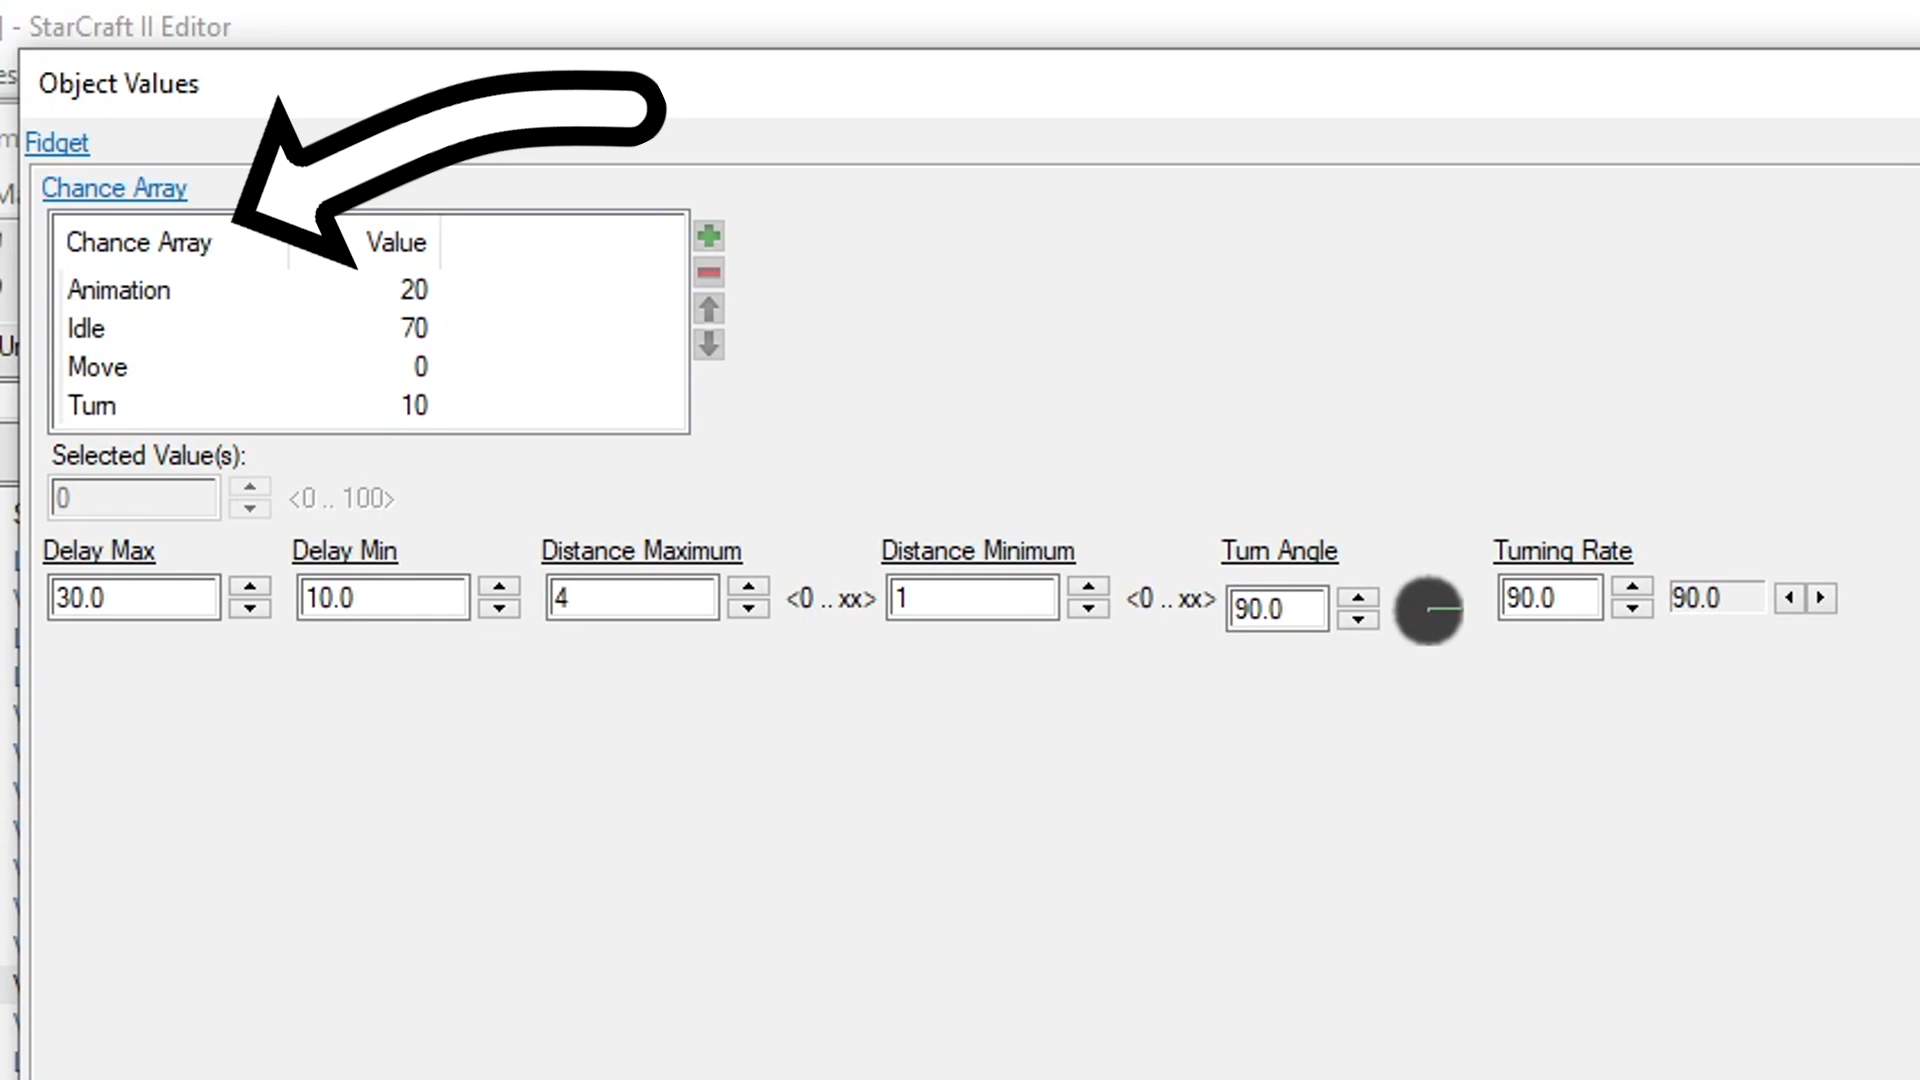 ] - StarCraft II Editor
Object Values
Fidget
Chance Array
Chance Array Value
Animation 20
Idle 70
Move 0
Turn 10
Selected Value(s):
0 <0 .. 100>
Delay Max Delay Min Distance Maximum Distance Minimum Turn Angle Turning Rate
30.0 10.0 4 <0 .. xx> 1 <0 .. xx> 90.0 90.0 90.0